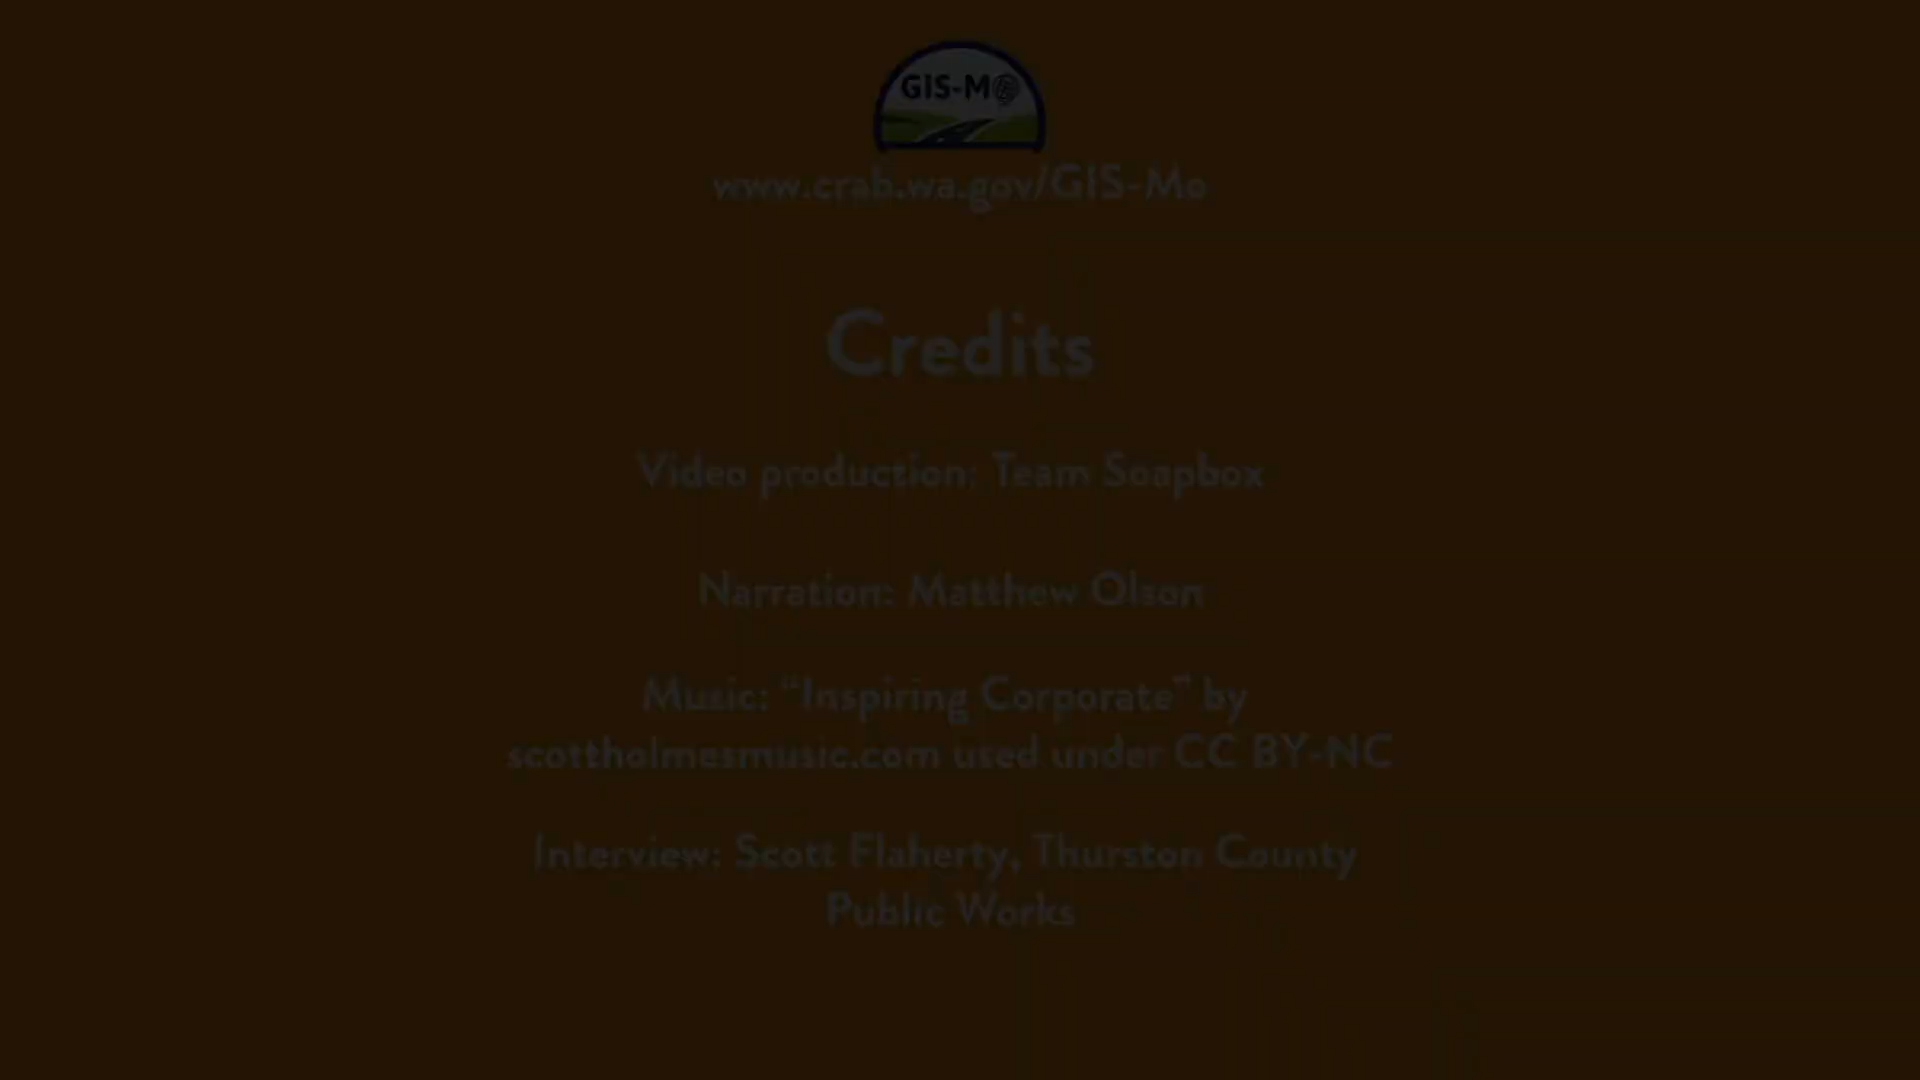 GIS-Mo
www.crab.wa.gov/GIS-Mo
Credits
Video production: Team Soapbox
Narration: Matthew Olson
Music: “Inspiring Corporate” by
scottholmesmusic.com used under CC BY-NC
Interview: Scott Flaherty, Thurston County
Public Works